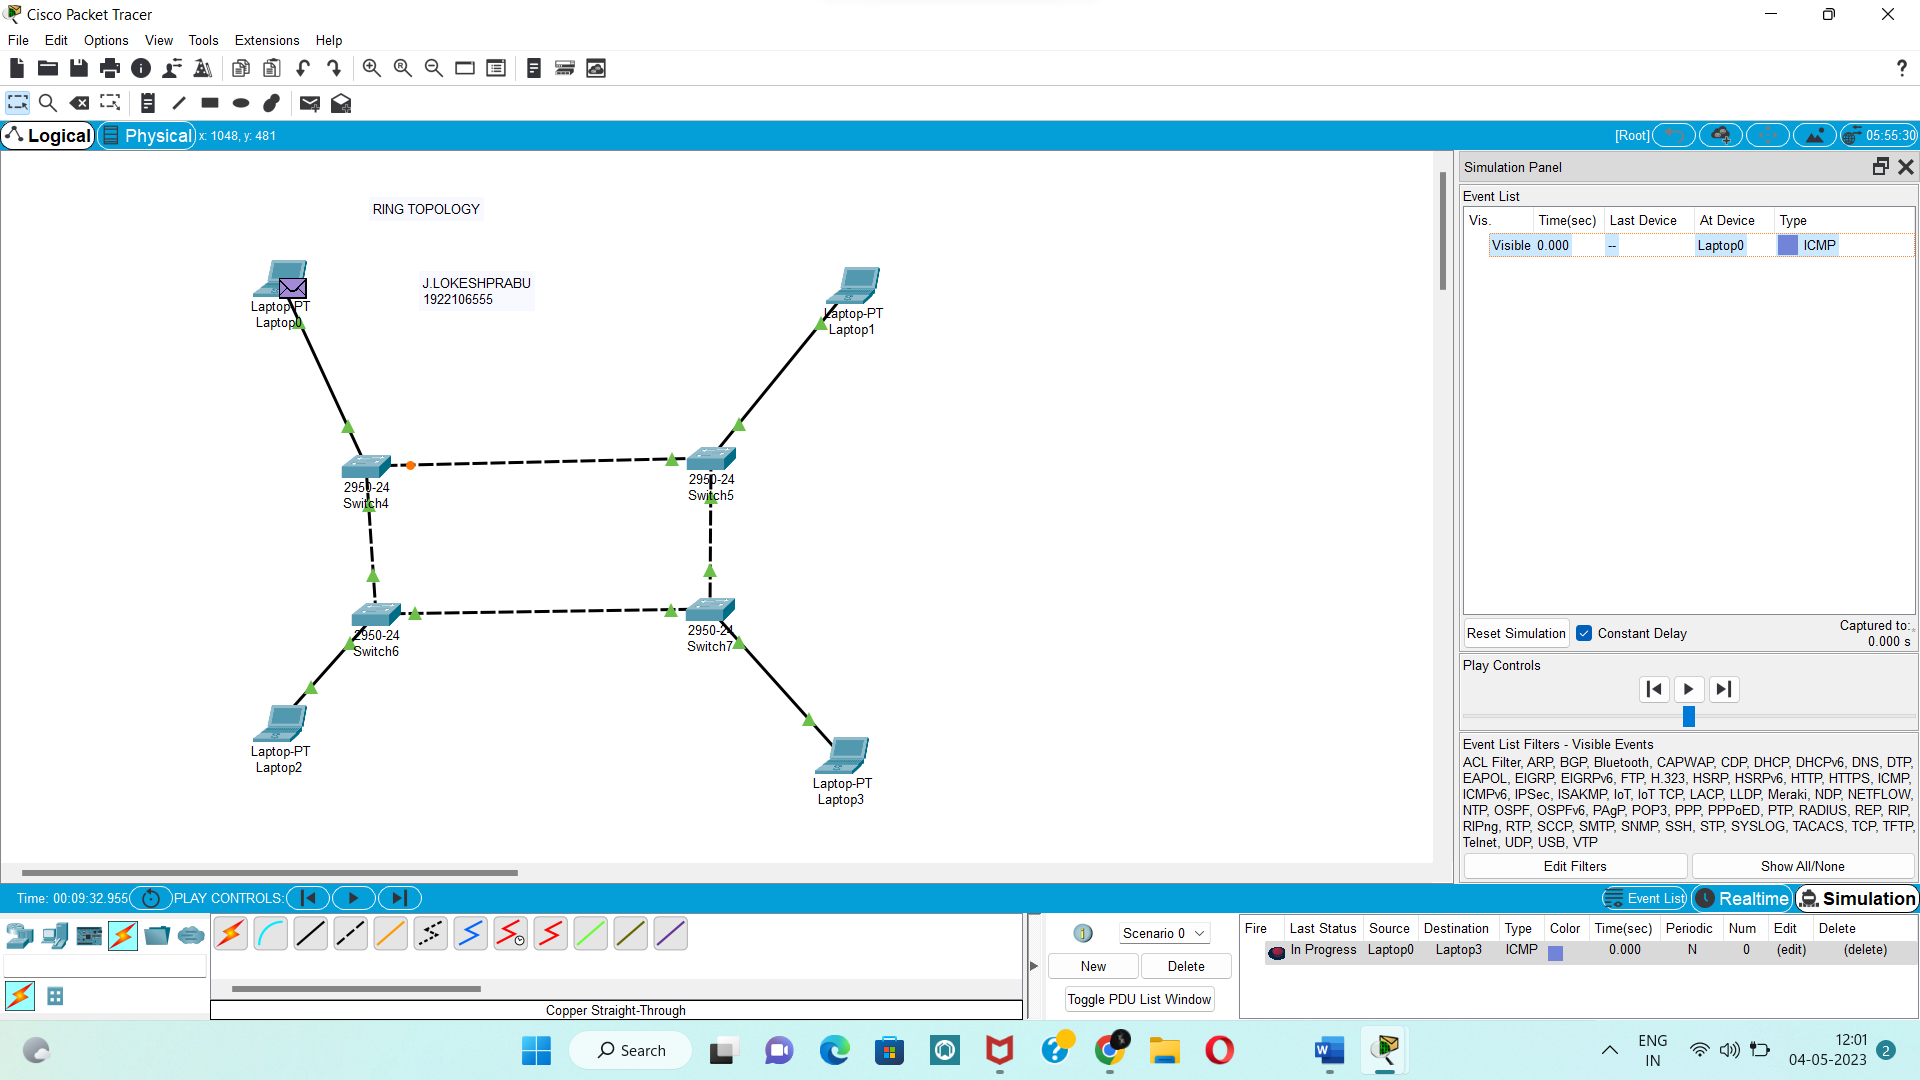 Cisco Packet Tracer
File Edit Options View Tools Extensions Help
?
Logical Physical x: 1048, y: 481 [Root] 05:55:30
RING TOPOLOGY
J.LOKESHPRABU
1922106555
Laptop-PT
Laptop0
Laptop-PT
Laptop1
2950-24
Switch4
2950-24
Switch5
2950-24
Switch6
2950-24
Switch7
Laptop-PT
Laptop2
Laptop-PT
Laptop3
Simulation Panel
Event List
Vis. Time(sec) Last Device At Device Type
Visible 0.000 -- Laptop0 ICMP
Reset Simulation Constant Delay Captured to:
0.000 s
Play Controls
Event List Filters - Visible Events
ACL Filter, ARP, BGP, Bluetooth, CAPWAP, CDP, DHCP, DHCPv6, DNS, DTP,
EAPOL, EIGRP, EIGRPv6, FTP, H.323, HSRP, HSRPv6, HTTP, HTTPS, ICMP,
ICMPv6, IPSec, ISAKMP, IoT, IoT TCP, LACP, LLDP, Meraki, NDP, NETFLOW,
NTP, OSPF, OSPFv6, PAgP, POP3, PPP, PPPoED, PTP, RADIUS, REP, RIP,
RIPng, RTP, SCCP, SMTP, SNMP, SSH, STP, SYSLOG, TACACS, TCP, TFTP,
Telnet, UDP, USB, VTP
Edit Filters Show All/None
Time: 00:09:32.955 PLAY CONTROLS: Event List Realtime Simulation
Scenario 0
New Delete
Toggle PDU List Window
Fire Last Status Source Destination Type Color Time(sec) Periodic Num Edit Delete
In Progress Laptop0 Laptop3 ICMP 0.000 N 0 (edit) (delete)
Copper Straight-Through
Search
ENG
IN
12:01
04-05-2023
2